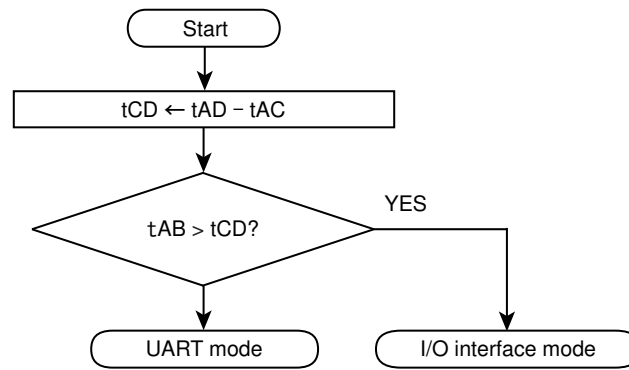 Start
tCD ← tAD − tAC
tAB > tCD?
YES
UART mode
I/O interface mode